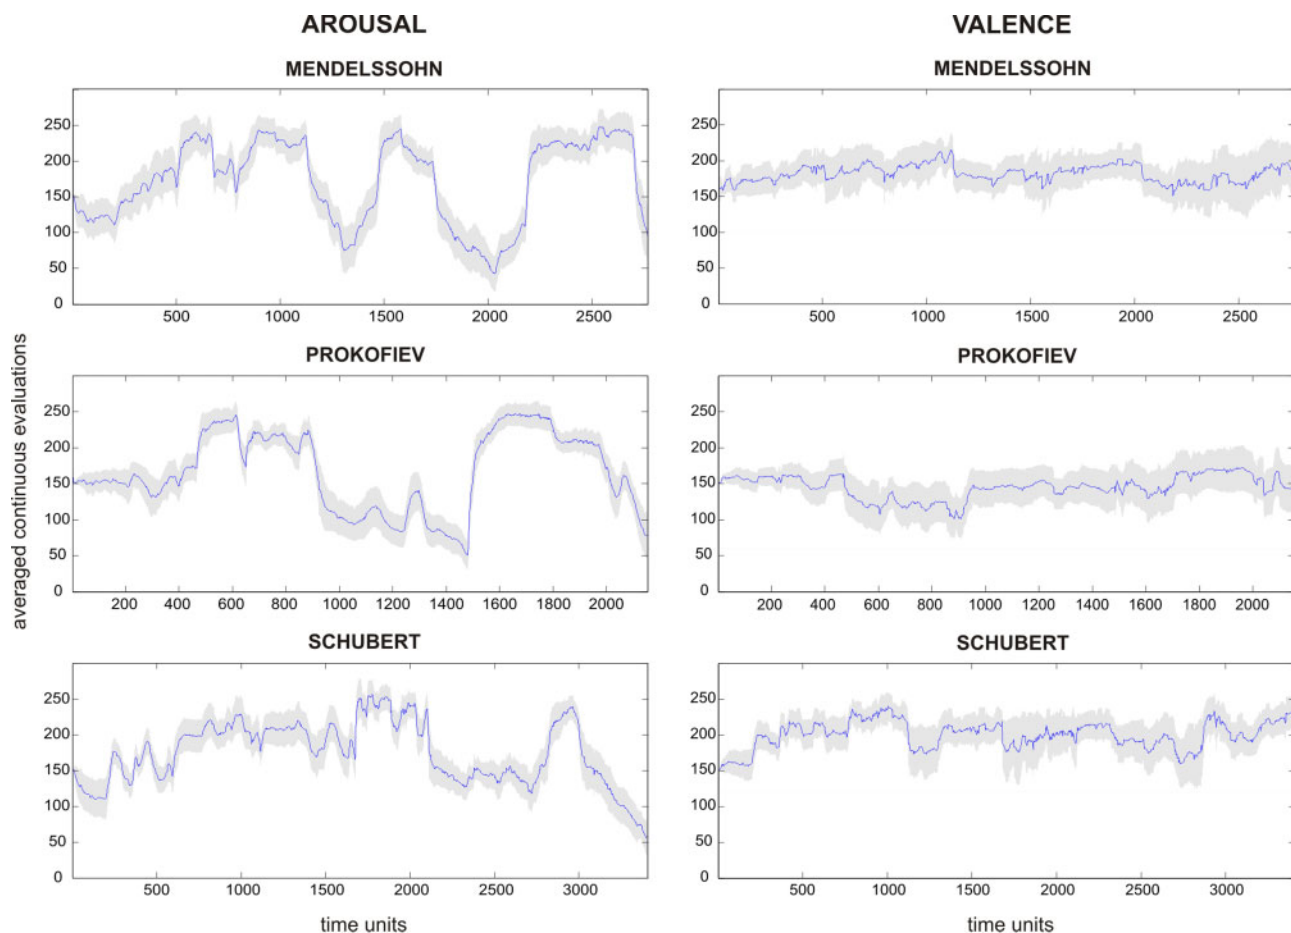 AROUSAL
VALENCE
MENDELSSOHN
MENDELSSOHN
250
200
150
100
50
0
500 1000 1500 2000 2500
250
200
150
100
50
0
500 1000 1500 2000 2500
averaged continuous evaluations
PROKOFIEV
PROKOFIEV
250
200
150
100
50
0
200 400 600 800 1000 1200 1400 1600 1800 2000
250
200
150
100
50
0
200 400 600 800 1000 1200 1400 1600 1800 2000
SCHUBERT
SCHUBERT
250
200
150
100
50
0
500 1000 1500 2000 2500 3000
250
200
150
100
50
0
500 1000 1500 2000 2500 3000
time units
time units